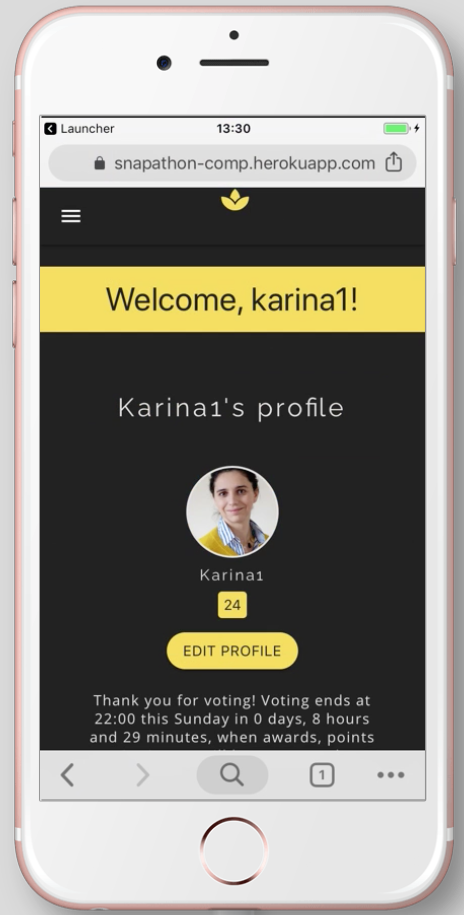 Launcher
13:30
snapathon-comp.herokuapp.com
Welcome, karina1!
Karina1's profile
Karina1
24
EDIT PROFILE
Thank you for voting! Voting ends at
22:00 this Sunday in 0 days, 8 hours
and 29 minutes, when awards, points
1